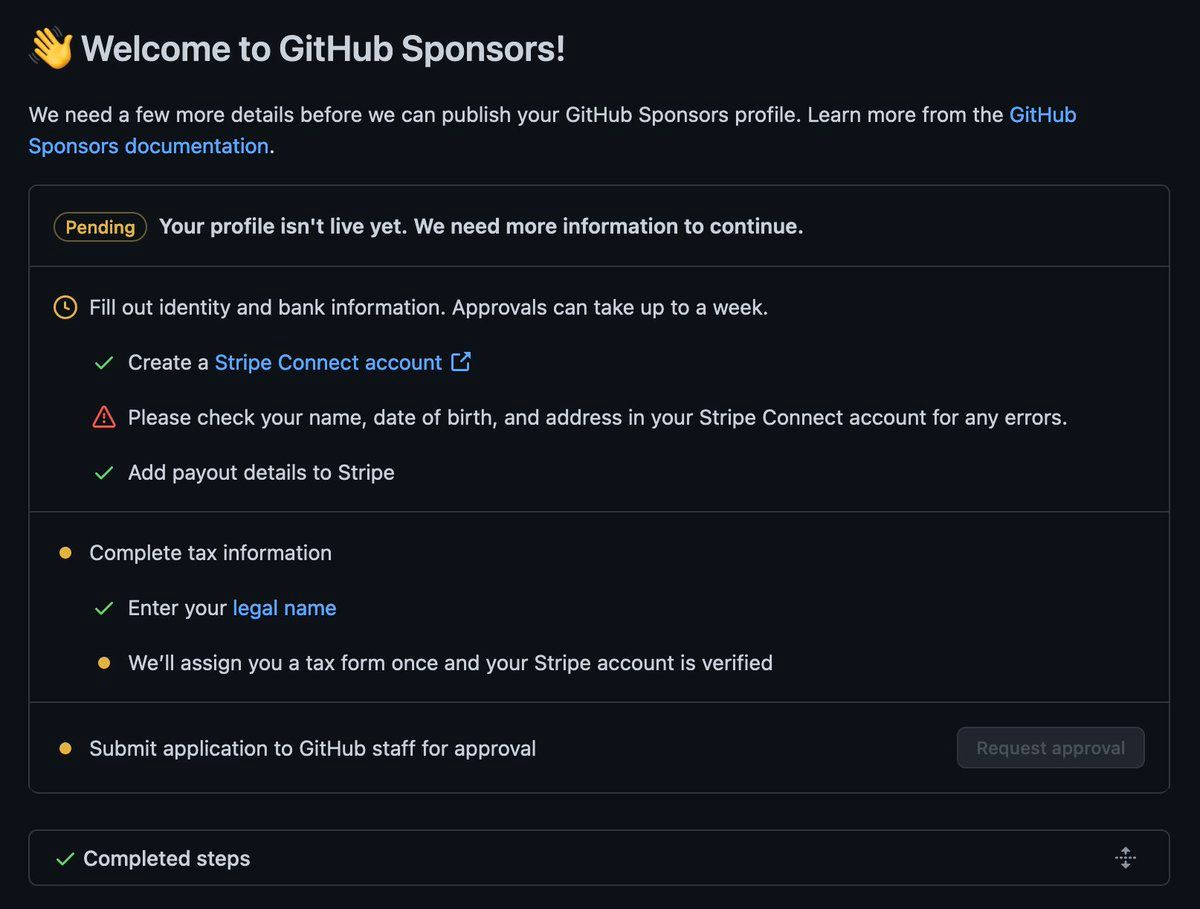 👋 Welcome to GitHub Sponsors!
We need a few more details before we can publish your GitHub Sponsors profile. Learn more from the GitHub
Sponsors documentation.
Pending Your profile isn't live yet. We need more information to continue.
Fill out identity and bank information. Approvals can take up to a week.
Create a Stripe Connect account
Please check your name, date of birth, and address in your Stripe Connect account for any errors.
Add payout details to Stripe
Complete tax information
Enter your legal name
We’ll assign you a tax form once and your Stripe account is verified
Submit application to GitHub staff for approval Request approval
Completed steps